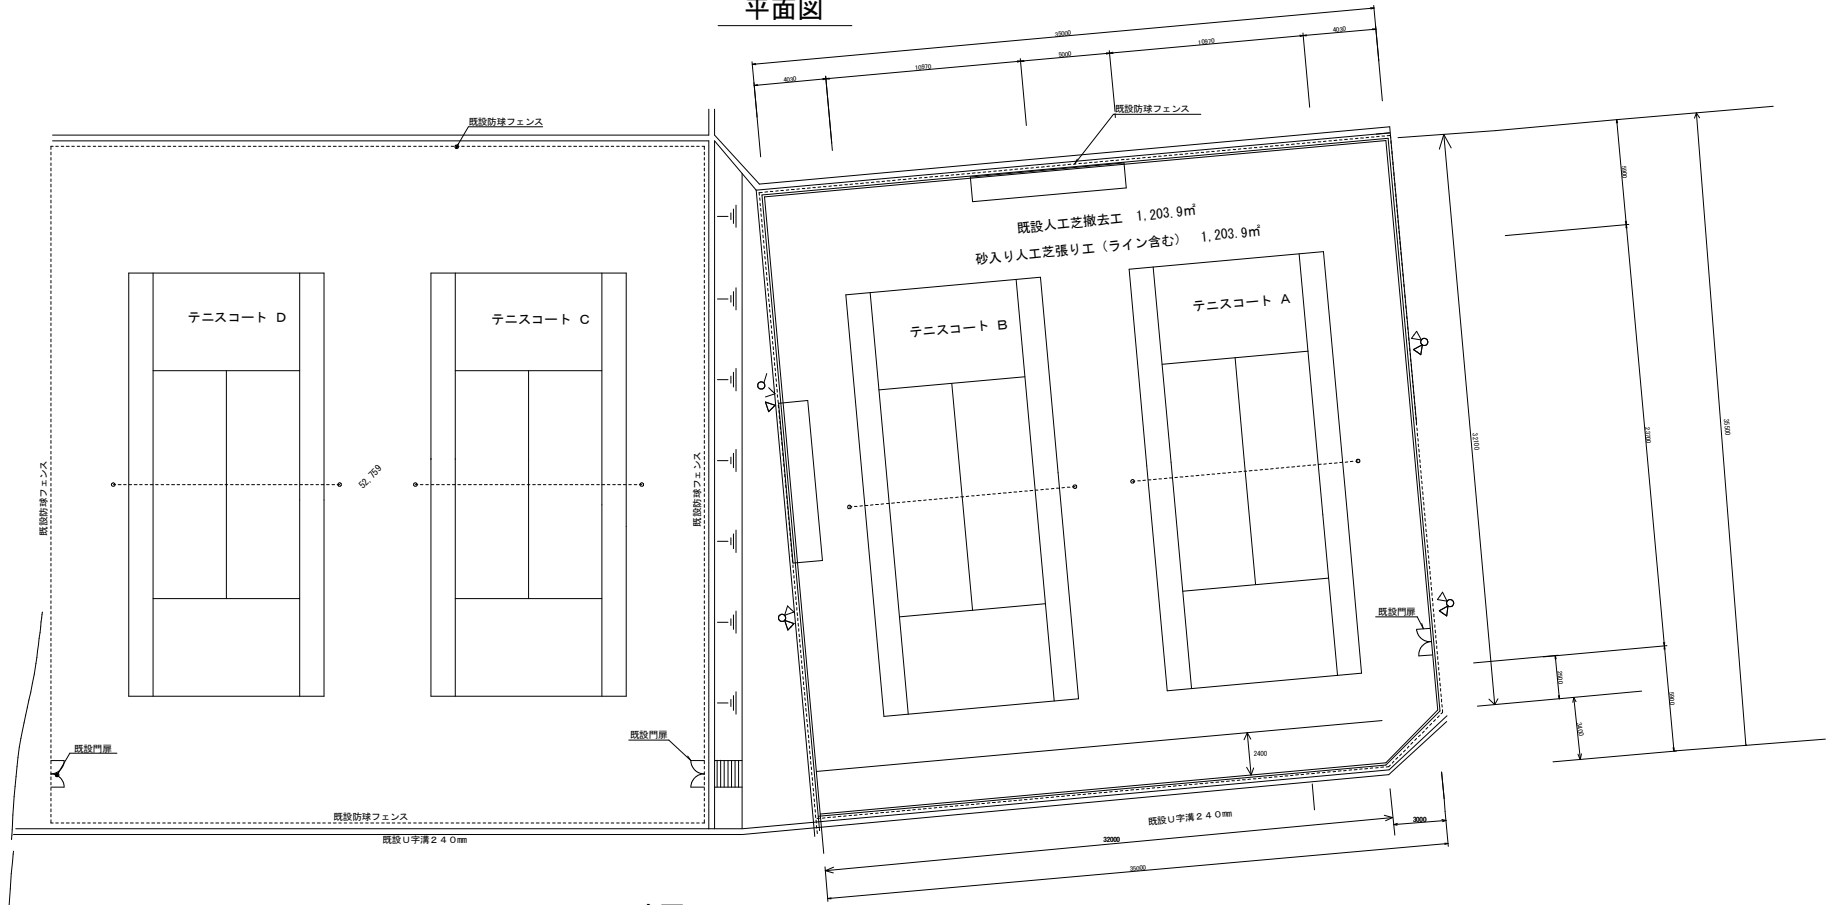 平面図
35000
4030
10970
5000
10970
4030
既設防球フェンス
既設防球フェンス
既設人工芝撤去工 1,203.9㎡
砂入り人工芝張り工（ライン含む） 1,203.9㎡
テニスコート D
テニスコート C
テニスコート B
テニスコート A
既設防球フェンス
52.759
既設防球フェンス
32100
35500
既設門扉
既設門扉
既設門扉
2400
2400
既設防球フェンス
既設U字溝240mm
既設U字溝240mm
32000
3000
35000